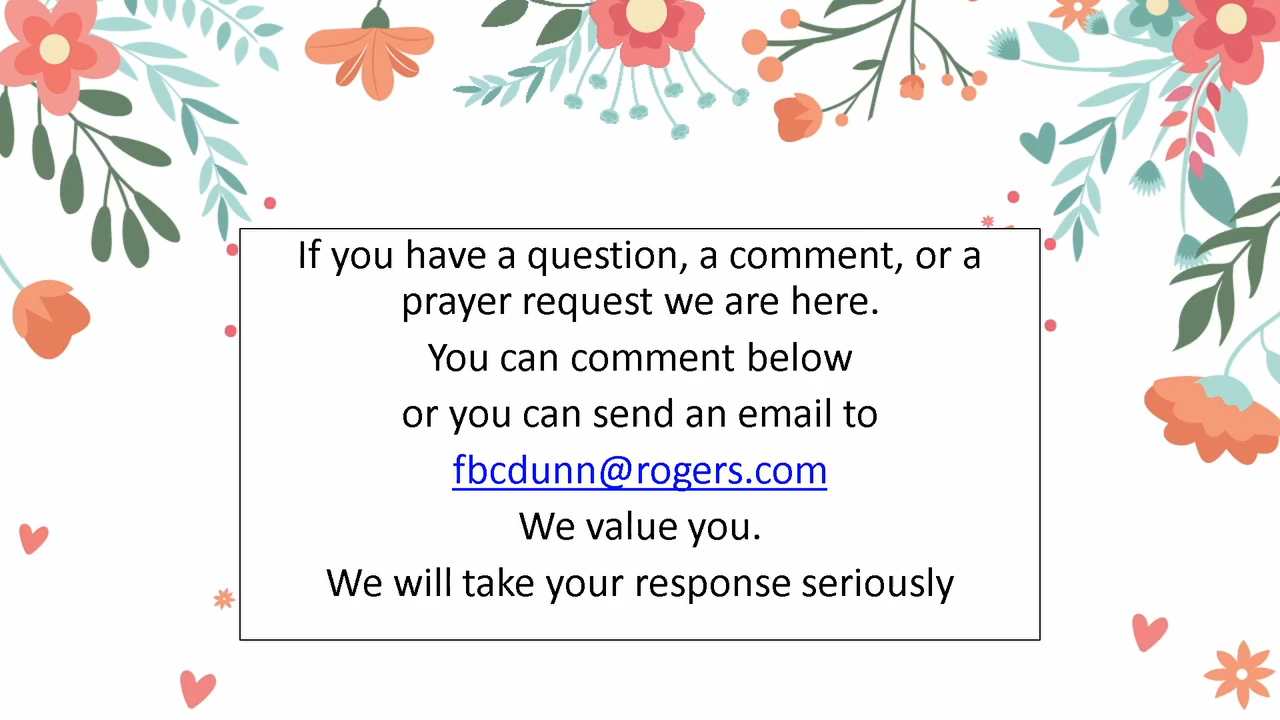 If you have a question, a comment, or a
prayer request we are here.
You can comment below
or you can send an email to
fbcdunn@rogers.com
We value you.
We will take your response seriously